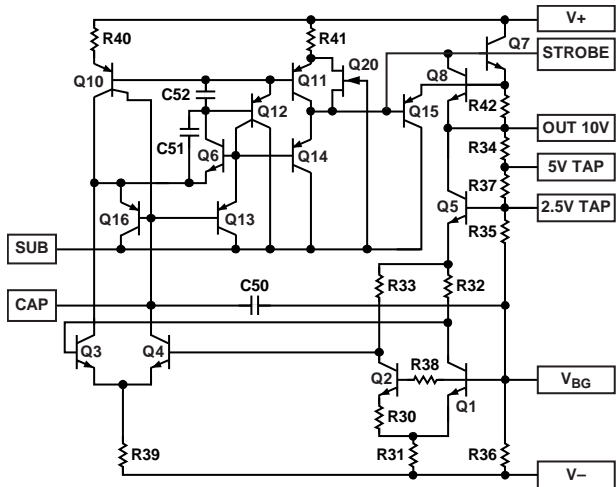 V+
R40
R41
Q7
STROBE
Q20
Q10
Q11
Q8
C52
Q15
R42
Q12
OUT 10V
C51
R34
Q6
Q14
5V TAP
R37
Q5
2.5V TAP
Q16
Q13
R35
SUB
R33
R32
CAP
C50
Q3
Q4
Q2
R38
VBG
Q1
R30
R39
R31
R36
V–